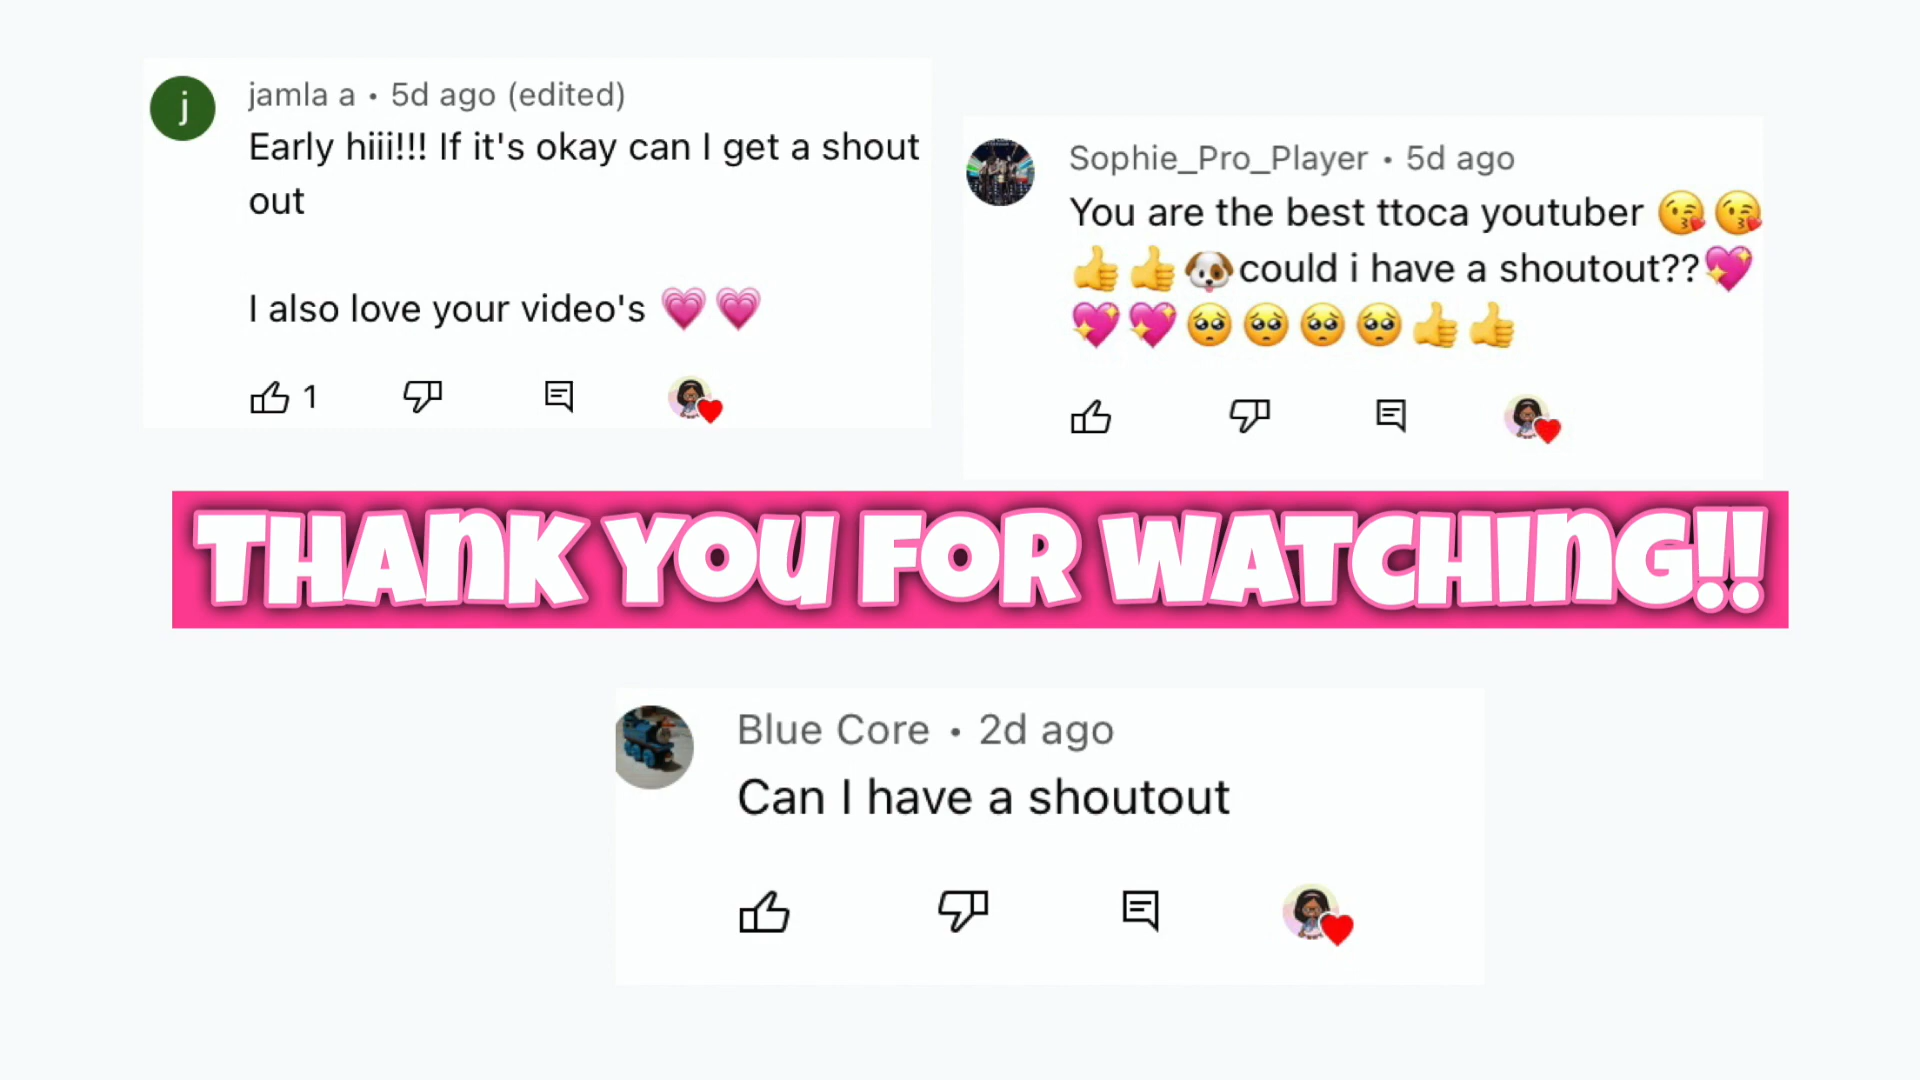 j
jamla a • 5d ago (edited)
Early hiii!!! If it's okay can I get a shout
out
I also love your video's 💗💗
1
Sophie_Pro_Player • 5d ago
You are the best ttoca youtuber 😘😘
👍👍🐶could i have a shoutout??💖
💖💖🥺🥺🥺🥺👍👍
THANK YOU FOR WATCHING!!
Blue Core • 2d ago
Can I have a shoutout